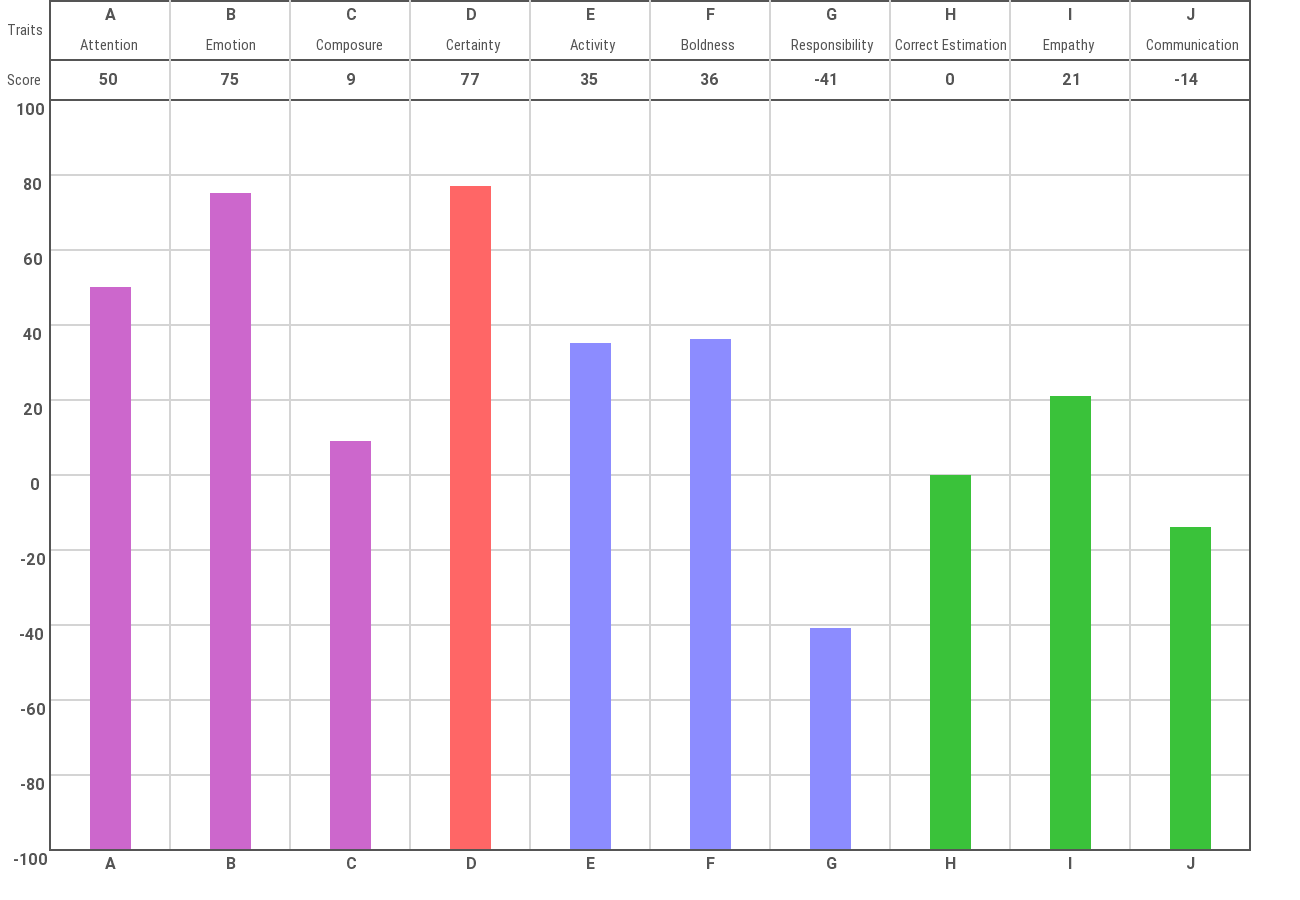 A B C D E F G H I J
Traits
Attention Emotion Composure Certainty Activity Boldness Responsibility Correct Estimation Empathy Communication
Score 50 75 9 77 35 36 -41 0 21 -14
100
80
60
40
20
0
-20
-40
-60
-80
-100
A B C D E F G H I J